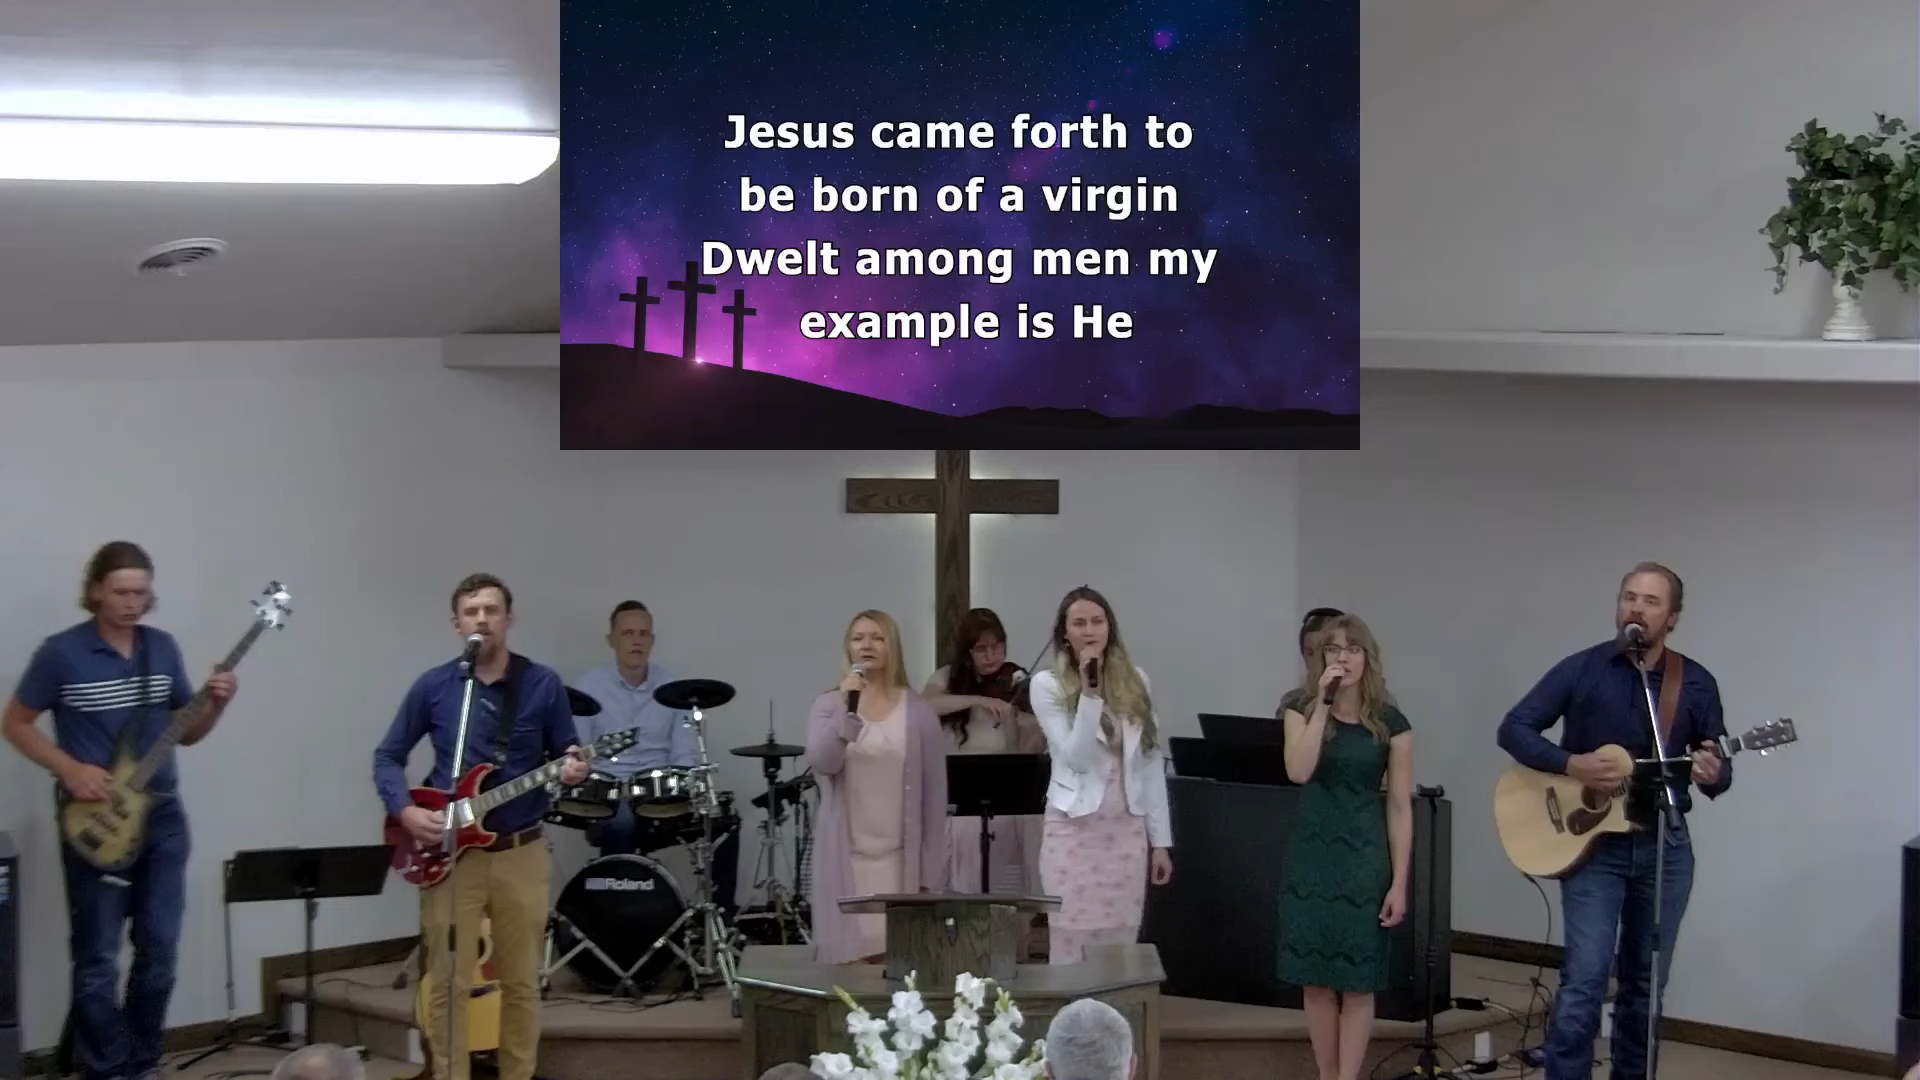 Jesus came forth to
be born of a virgin
Dwelt among men my
example is He
Roland